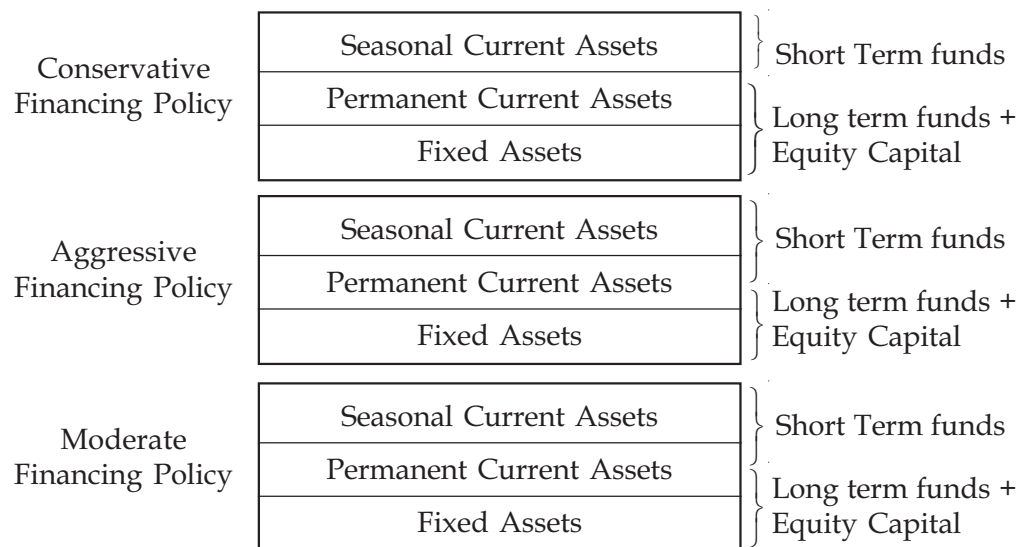 Conservative
Financing Policy
Seasonal Current Assets
Permanent Current Assets
Fixed Assets
Short Term funds
Long term funds +
Equity Capital
Aggressive
Financing Policy
Seasonal Current Assets
Permanent Current Assets
Fixed Assets
Short Term funds
Long term funds +
Equity Capital
Moderate
Financing Policy
Seasonal Current Assets
Permanent Current Assets
Fixed Assets
Short Term funds
Long term funds +
Equity Capital